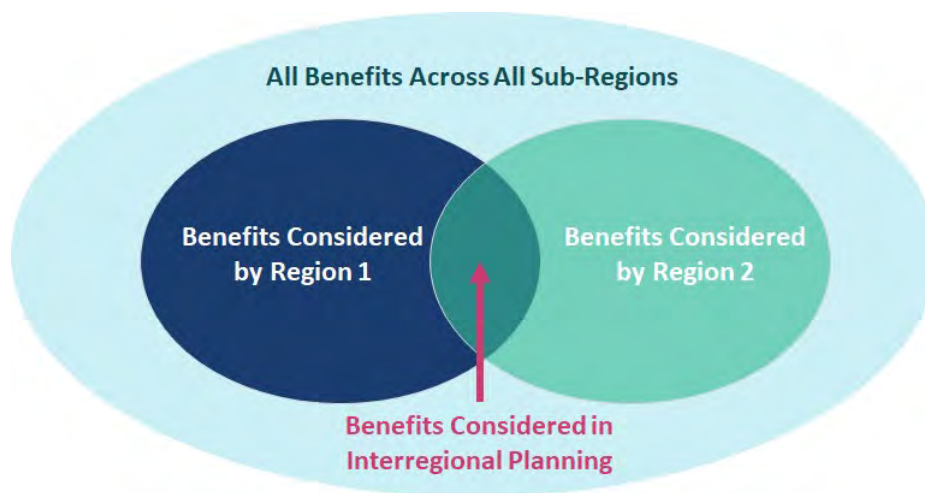 All Benefits Across All Sub-Regions
Benefits Considered
by Region 1
Benefits Considered
by Region 2
Benefits Considered in
Interregional Planning